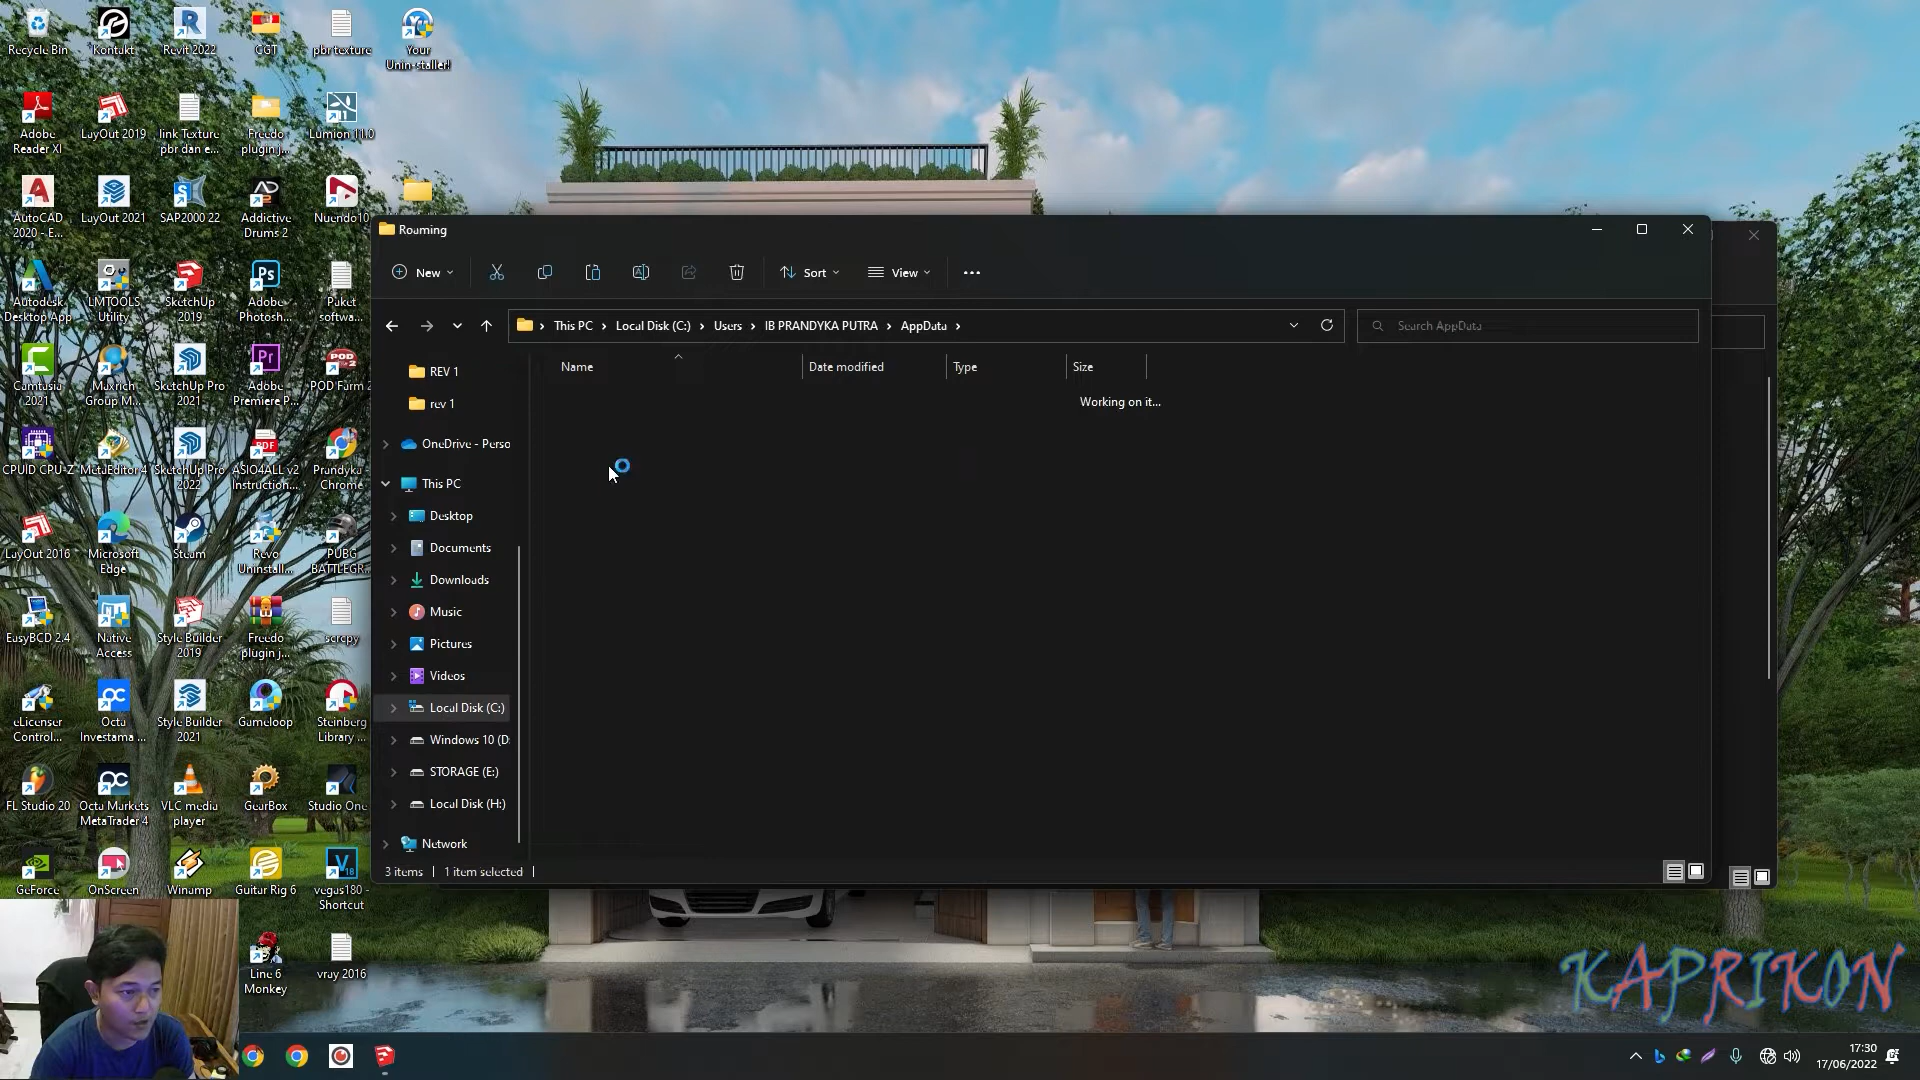 Recycle Bin
Kontakt
Revit 2022
CGT
pbr texture
Your
Unin-staller!
Adobe
Reader XI
LayOut 2019
link Texture
pbr dan e...
Freedo
plugin j...
Lumion 11.0
AutoCAD
2020 - E...
LayOut 2021
SAP2000 22
Addictive
Drums 2
Nuendo10
Autodesk
Desktop App
LMTOOLS
Utility
SketchUp
2019
Adobe
Photosh...
Paket
softwa...
Camtasia
2021
Maxrich
Group M...
SketchUp Pro
2021
Adobe
Premiere P...
POD Farm 2
CPUID CPU-Z
MetaEditor 4
SketchUp Pro
2022
ASIO4ALL v2
Instruction...
Prandyka -
Chrome
LayOut 2016
Microsoft
Edge
Steam
Revo
Uninstall...
PUBG
BATTLEGR...
EasyBCD 2.4
Native
Access
Style Builder
2019
Freedo
plugin j...
scrcpy
eLicenser
Control...
Octa
Investama ...
Style Builder
2021
Gameloop
Steinberg
Library ...
FL Studio 20
Octa Markets
MetaTrader 4
VLC media
player
GearBox
Studio One
GeForce
OnScreen
Winamp
Guitar Rig 6
vegas180 -
Shortcut
Line 6
Monkey
vray 2016
Roaming
New
Sort
View
This PC
Local Disk (C:)
Users
IB PRANDYKA PUTRA
AppData
Search AppData
Name
Date modified
Type
Size
Working on it...
REV 1
rev 1
OneDrive - Perso
This PC
Desktop
Documents
Downloads
Music
Pictures
Videos
Local Disk (C:)
Windows 10 (D:
STORAGE (E:)
Local Disk (H:)
Network
3 items
1 item selected
KAPRIKON
17:30
17/06/2022